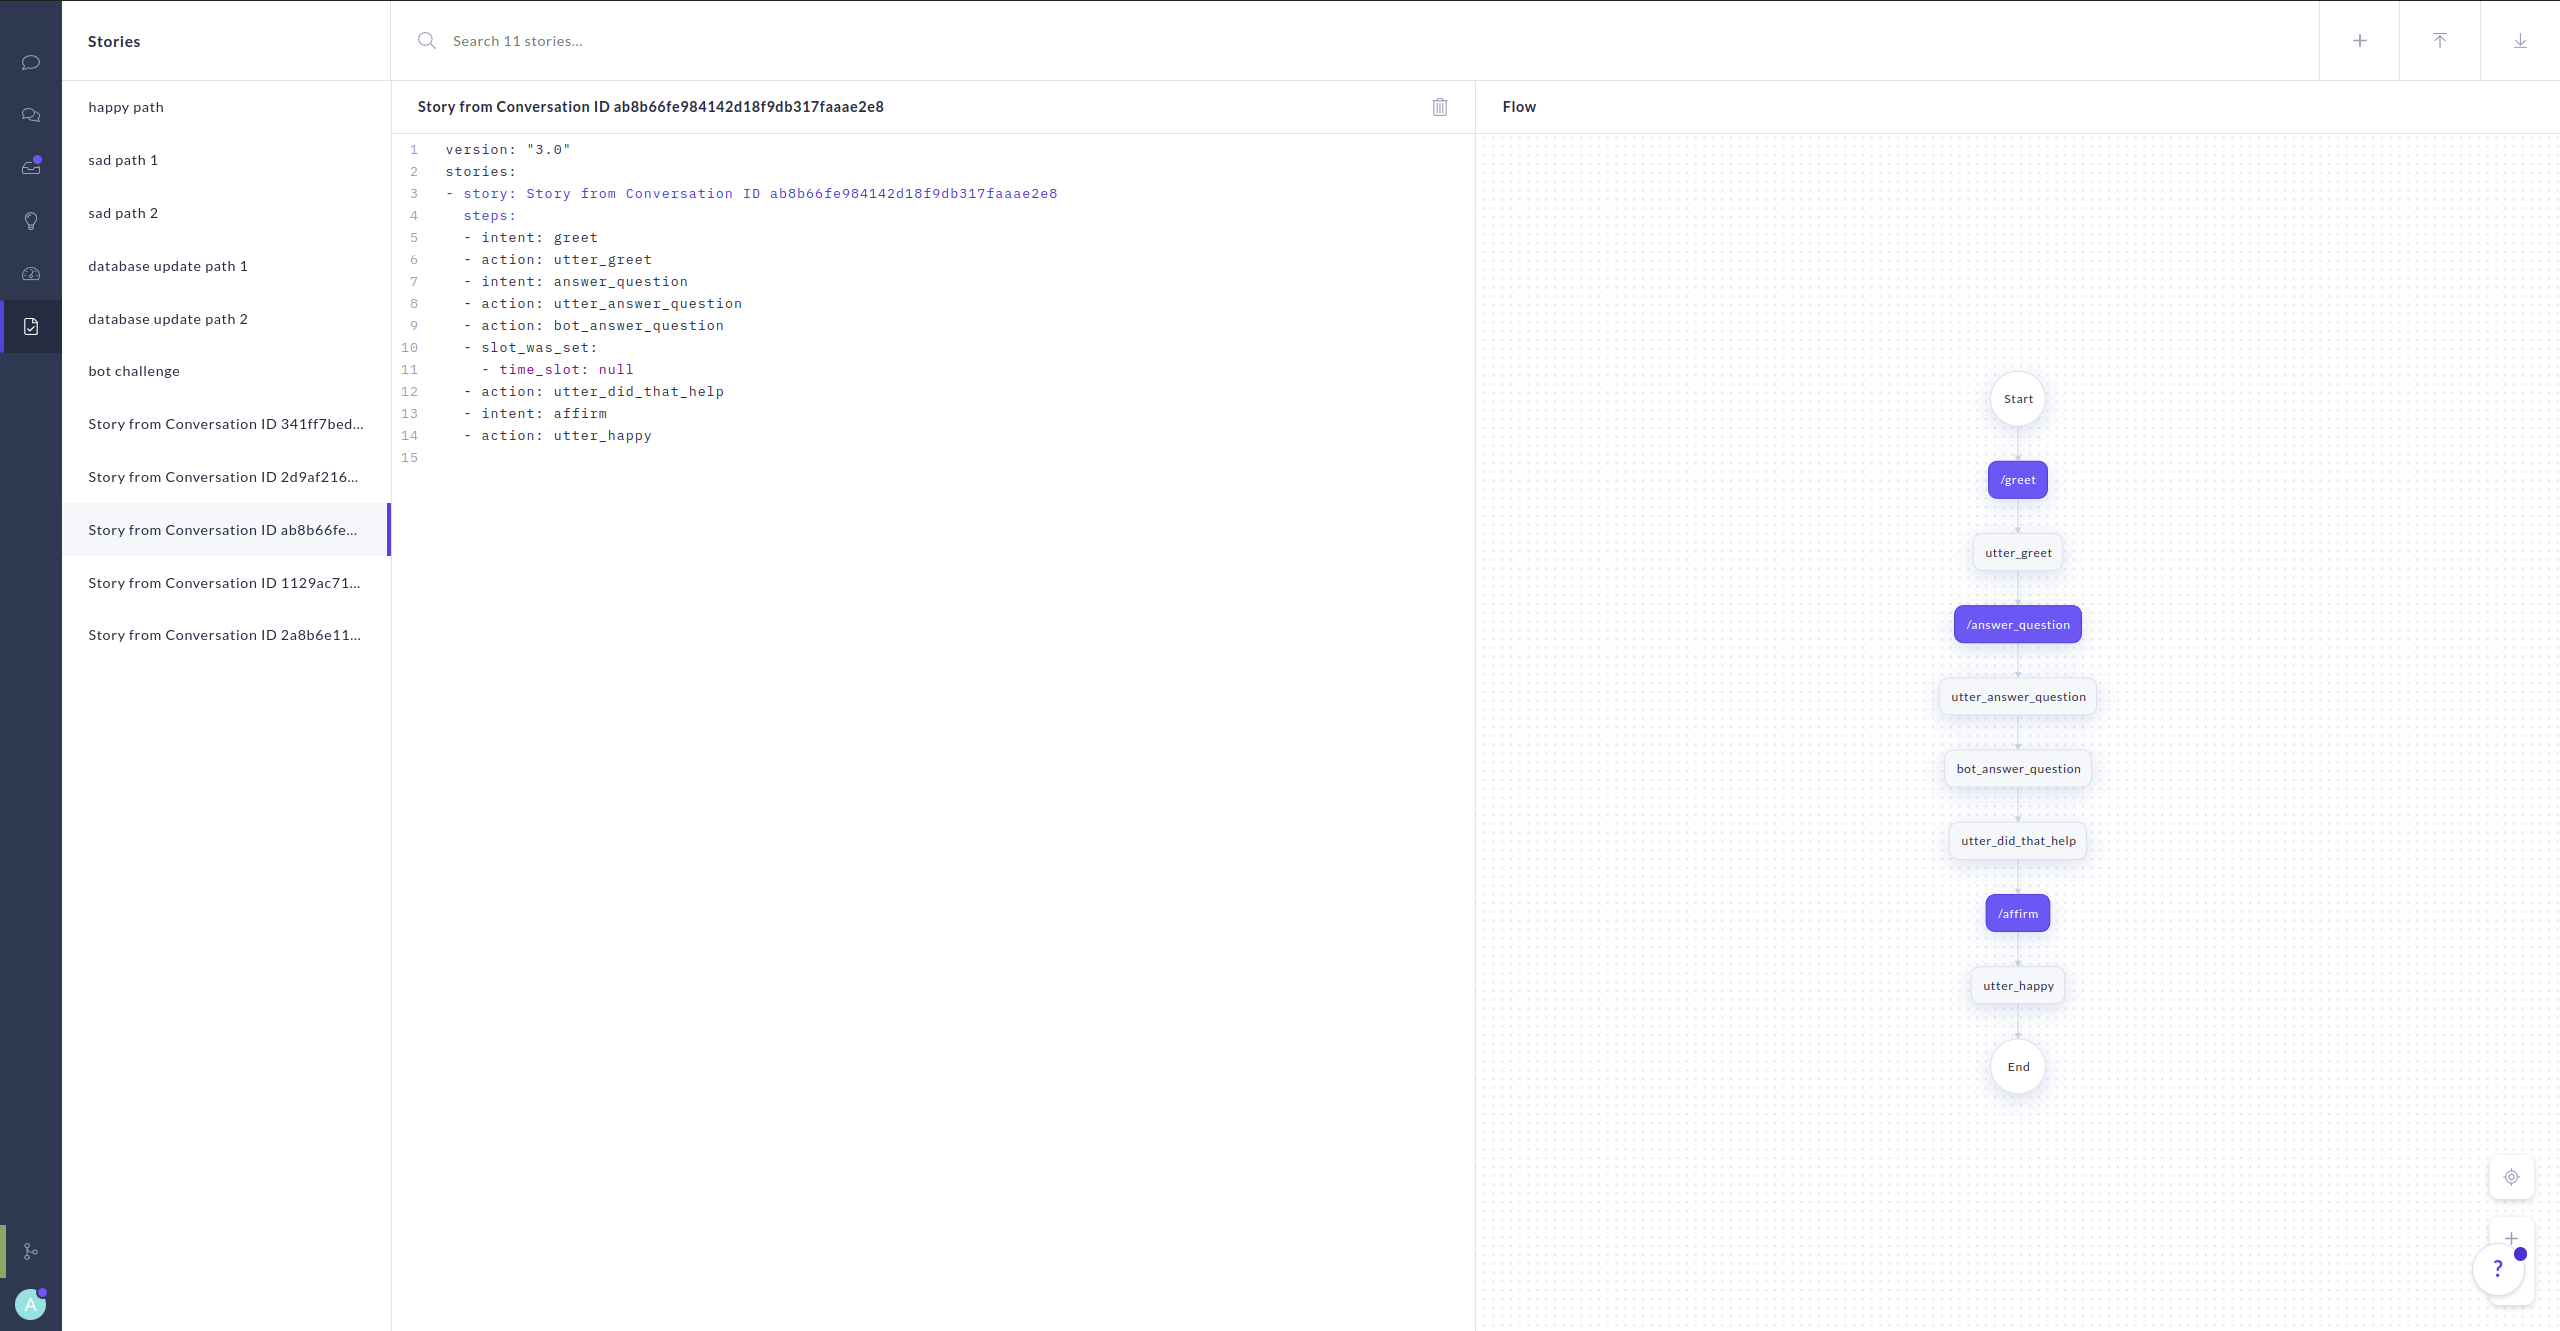 Stories
Search 11 stories...
happy path
sad path 1
sad path 2
database update path 1
database update path 2
bot challenge
Story from Conversation ID 341ff7bed...
Story from Conversation ID 2d9af216...
Story from Conversation ID ab8b66fe...
Story from Conversation ID 1129ac71...
Story from Conversation ID 2a8b6e11...
A
Story from Conversation ID ab8b66fe984142d18f9db317faaae2e8
1 version: "3.0"
2 stories:
3 - story: Story from Conversation ID ab8b66fe984142d18f9db317faaae2e8
4 steps:
5 - intent: greet
6 - action: utter_greet
7 - intent: answer_question
8 - action: utter_answer_question
9 - action: bot_answer_question
10 - slot_was_set:
11 - time_slot: null
12 - action: utter_did_that_help
13 - intent: affirm
14 - action: utter_happy
15
Flow
Start
/greet
utter_greet
/answer_question
utter_answer_question
bot_answer_question
utter_did_that_help
/affirm
utter_happy
End
?